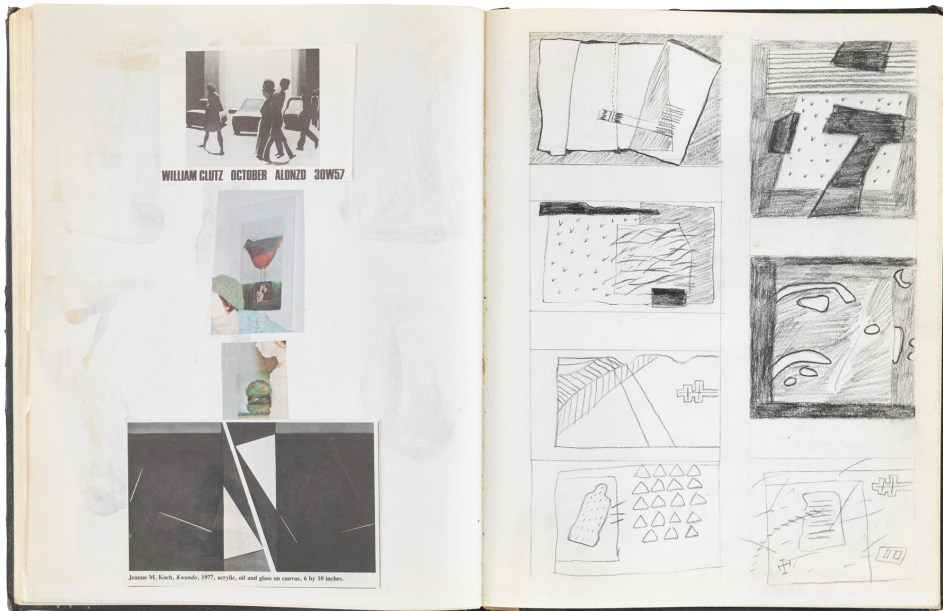 WILLIAM CLUTZ OCTOBER ALONZO 30W57
Jeanne M. Koch, Kwando, 1977, acrylic, oil and glass on canvas, 6 by 10 inches.